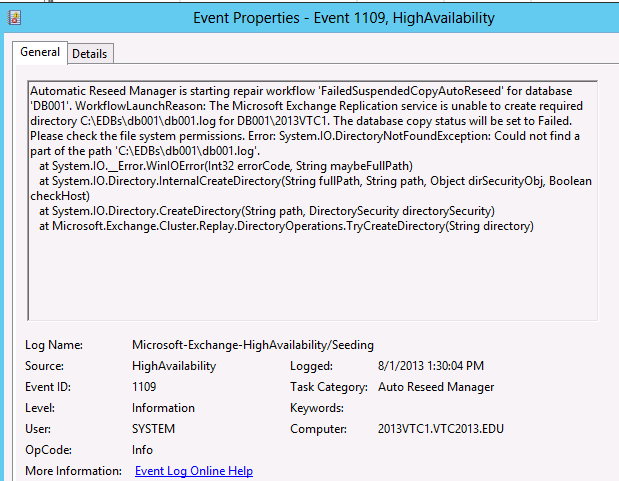 Event Properties - Event 1109, HighAvailability
General Details
Automatic Reseed Manager is starting repair workflow 'FailedSuspendedCopyAutoReseed' for database
'DB001'. WorkflowLaunchReason: The Microsoft Exchange Replication service is unable to create required
directory C:\EDBs\db001\db001.log for DB001\2013VTC1. The database copy status will be set to Failed.
Please check the file system permissions. Error: System.IO.DirectoryNotFoundException: Could not find a
part of the path 'C:\EDBs\db001\db001.log'.
at System.IO.__Error.WinIOError(Int32 errorCode, String maybeFullPath)
at System.IO.Directory.InternalCreateDirectory(String fullPath, String path, Object dirSecurityObj, Boolean
checkHost)
at System.IO.Directory.CreateDirectory(String path, DirectorySecurity directorySecurity)
at Microsoft.Exchange.Cluster.Replay.DirectoryOperations.TryCreateDirectory(String directory)
Log Name: Microsoft-Exchange-HighAvailability/Seeding
Source: HighAvailability Logged: 8/1/2013 1:30:04 PM
Event ID: 1109 Task Category: Auto Reseed Manager
Level: Information Keywords:
User: SYSTEM Computer: 2013VTC1.VTC2013.EDU
OpCode: Info
More Information: Event Log Online Help